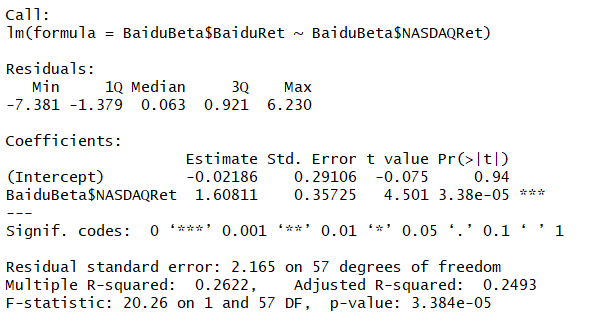 Call:
lm(formula = BaiduBeta$BaiduRet ~ BaiduBeta$NASDAQRet)
Residuals:
Min 1Q Median 3Q Max
-7.381 -1.379 0.063 0.921 6.230
Coefficients:
Estimate Std. Error t value Pr(>|t|)
(Intercept) -0.02186 0.29106 -0.075 0.94
BaiduBeta$NASDAQRet 1.60811 0.35725 4.501 3.38e-05 ***
---
Signif. codes: 0 ‘***’ 0.001 ‘**’ 0.01 ‘*’ 0.05 ‘.’ 0.1 ‘ ’ 1
Residual standard error: 2.165 on 57 degrees of freedom
Multiple R-squared: 0.2622, Adjusted R-squared: 0.2493
F-statistic: 20.26 on 1 and 57 DF, p-value: 3.384e-05